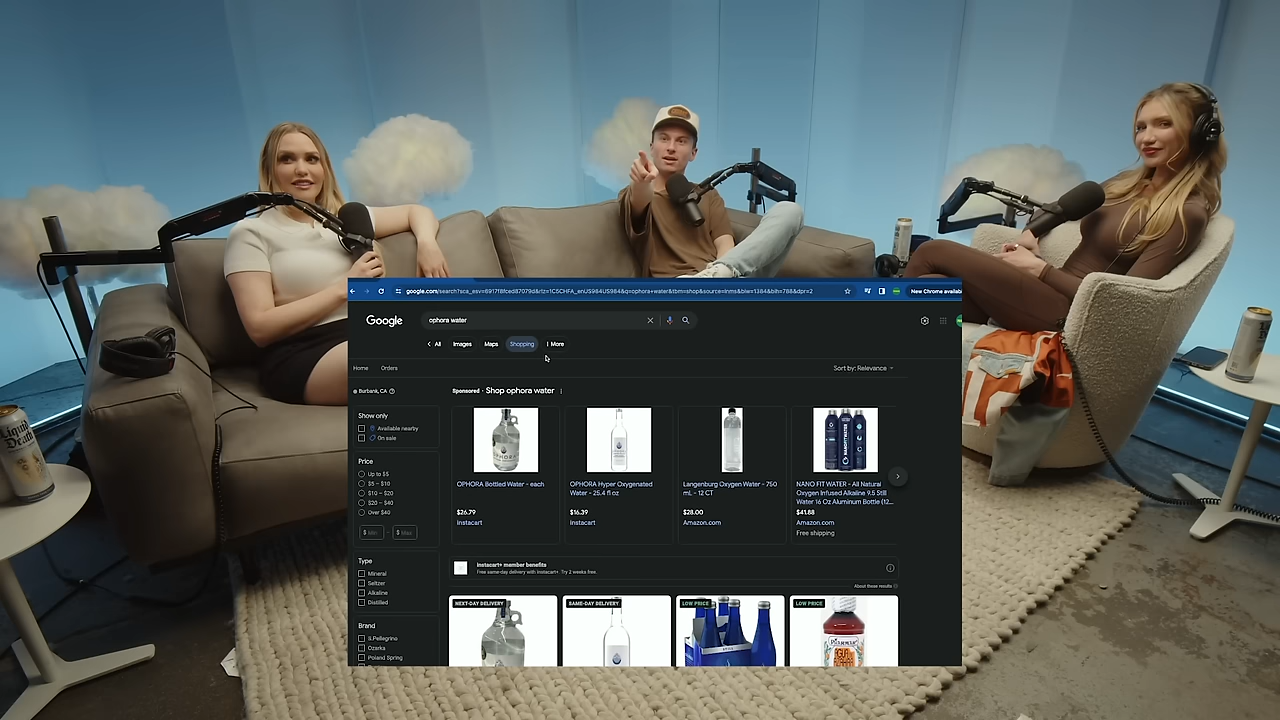 google.com/search?sca_esv=6917f8fced87079d&rlz=1C5CHFA_enUS984US984&q=ophora+water&tbm=shop&source=lnms&biw=1384&bih=788&dpr=2
New Chrome availab
Google
ophora water
All
Images
Maps
Shopping
More
Home
Orders
Sort by: Relevance
Burbank, CA
Sponsored · Shop ophora water
Show only
Available nearby
On sale
Price
Up to $5
$5 – $10
$10 – $20
$20 – $40
Over $40
$ Min
$ Max
OPHORA Bottled Water - each
$26.79
Instacart
OPHORA Hyper Oxygenated
Water - 25.4 fl oz
$16.39
Instacart
Langenburg Oxygen Water - 750
mL - 12 CT
$28.00
Amazon.com
NANO FIT WATER - All Natural
Oxygen Infused Alkaline 9.5 Still
Water 16 Oz Aluminum Bottle (12...
$41.88
Amazon.com
Free shipping
Type
Mineral
Seltzer
Alkaline
Distilled
Instacart+ member benefits
Free same-day delivery with Instacart+. Try 2 weeks free.
About these results
NEXT-DAY DELIVERY
SAME-DAY DELIVERY
LOW PRICE
LOW PRICE
Brand
S.Pellegrino
Ozarka
Poland Spring
Liquid
Death